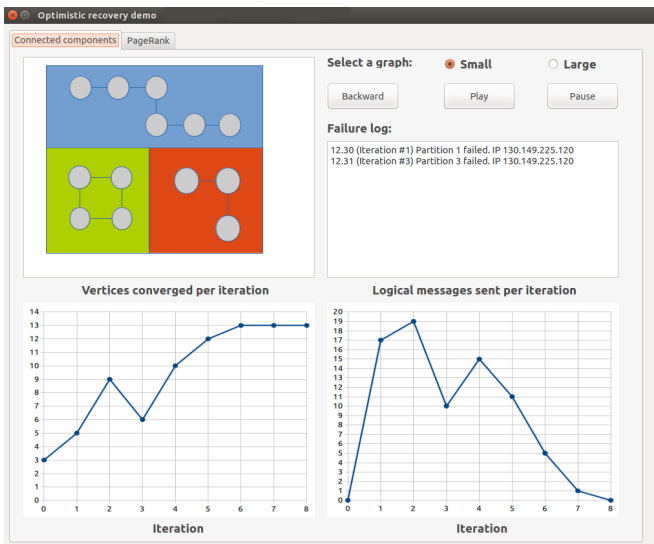 Optimistic recovery demo
Connected components PageRank
Select a graph: Small Large
Backward Play Pause
Failure log:
12.30 (Iteration #1) Partition 1 failed. IP 130.149.225.120
12.31 (Iteration #3) Partition 3 failed. IP 130.149.225.120
Vertices converged per iteration
14
13
12
11
10
9
8
7
6
5
4
3
2
1
0
0 1 2 3 4 5 6 7 8
Iteration
Logical messages sent per iteration
20
19
18
17
16
15
14
13
12
11
10
9
8
7
6
5
4
3
2
1
0
0 1 2 3 4 5 6 7 8
Iteration